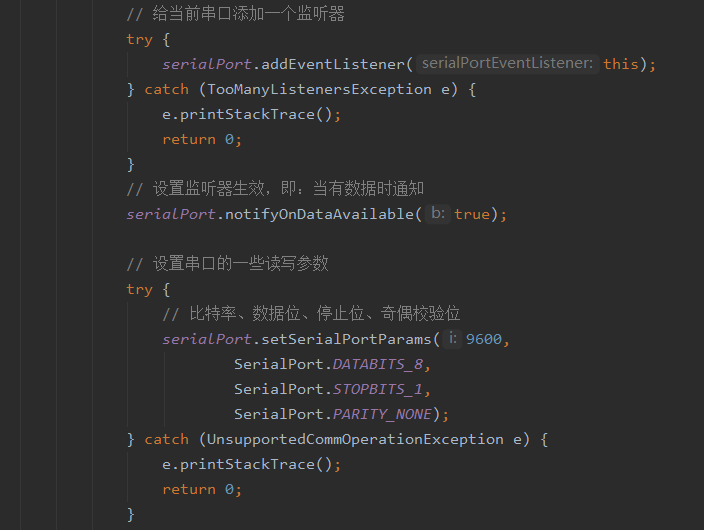 // 给当前串口添加一个监听器
try {
serialPort.addEventListener( serialPortEventListener: this);
} catch (TooManyListenersException e) {
e.printStackTrace();
return 0;
}
// 设置监听器生效，即：当有数据时通知
serialPort.notifyOnDataAvailable( b: true);
// 设置串口的一些读写参数
try {
// 比特率、数据位、停止位、奇偶校验位
serialPort.setSerialPortParams( i: 9600,
SerialPort.DATABITS_8,
SerialPort.STOPBITS_1,
SerialPort.PARITY_NONE);
} catch (UnsupportedCommOperationException e) {
e.printStackTrace();
return 0;
}